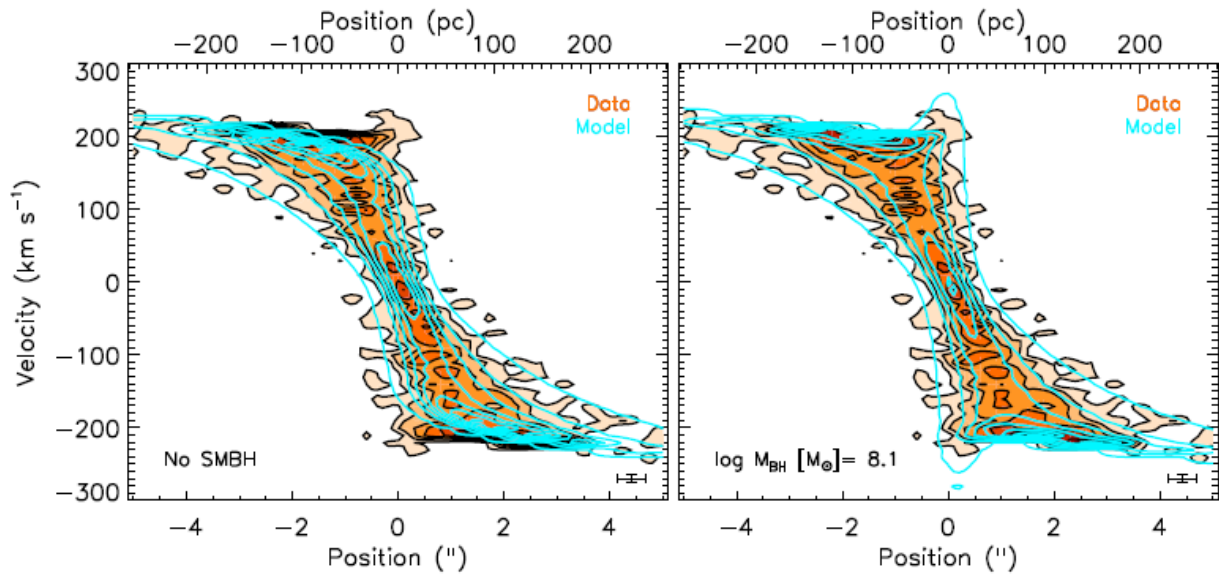 Position (pc) Position (pc)
−200 −100 0 100 200 −200 −100 0 100 200
300
200
100
0
−100
−200
−300
Velocity (km s⁻¹)
Data
Model
No SMBH
Data
Model
log M_BH [M_⊙]= 8.1
−4 −2 0 2 4 −4 −2 0 2 4
Position (") Position (")